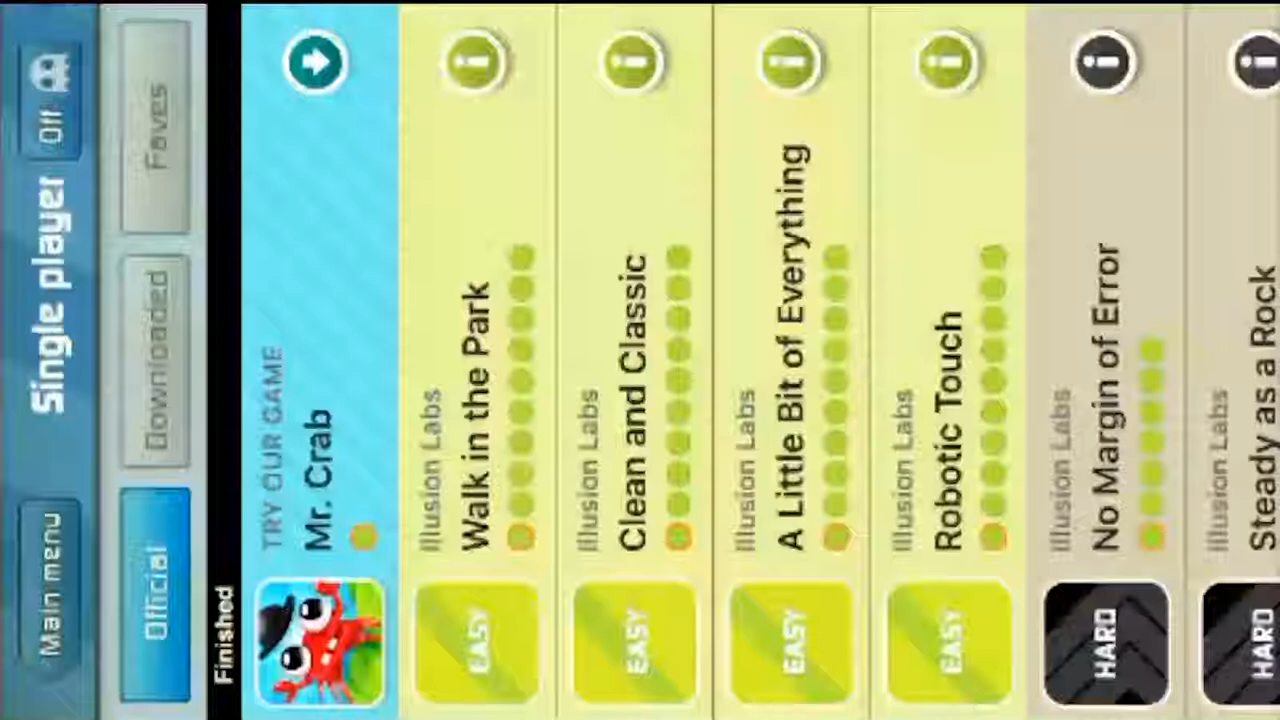 Main menu
Single player
Off
Official
Downloaded
Faves
Finished
TRY OUR GAME
Mr. Crab
EASY
Illusion Labs
Walk in the Park
EASY
Illusion Labs
Clean and Classic
EASY
Illusion Labs
A Little Bit of Everything
EASY
Illusion Labs
Robotic Touch
HARD
Illusion Labs
No Margin of Error
HARD
Illusion Labs
Steady as a Rock